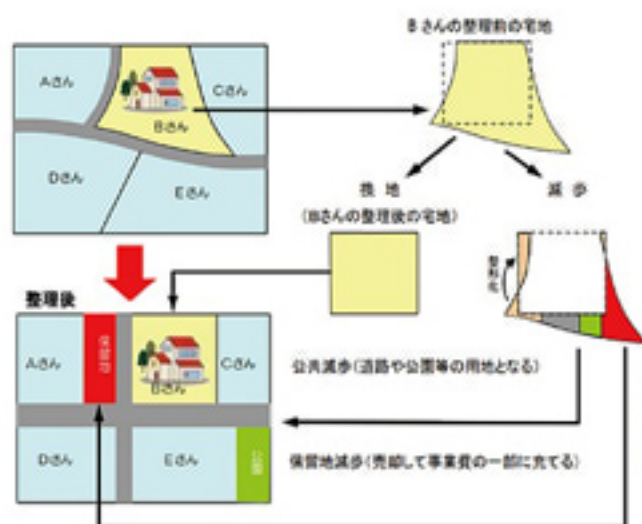 Bさんの整理前の宅地
Aさん
Cさん
Bさん
Dさん
Eさん
換地
減歩
(Bさんの整理後の宅地)
整形化
整理後
Aさん
保留地
Bさん
Cさん
公共減歩(道路や公園等の用地となる)
Dさん
Eさん
公園
保留地減歩(売却して事業費の一部に充てる)